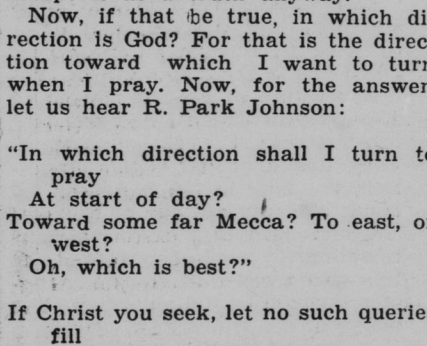 Now, if that be true, in which di
rection is God? For that is the direc
tion toward which I want to turn
when I pray. Now, for the answer
let us hear R. Park Johnson:
"In which direction shall I turn to
pray
At start of day?
Toward some far Mecca? To east, or
west?
Oh, which is best?"
If Christ you seek, let no such querie
fill